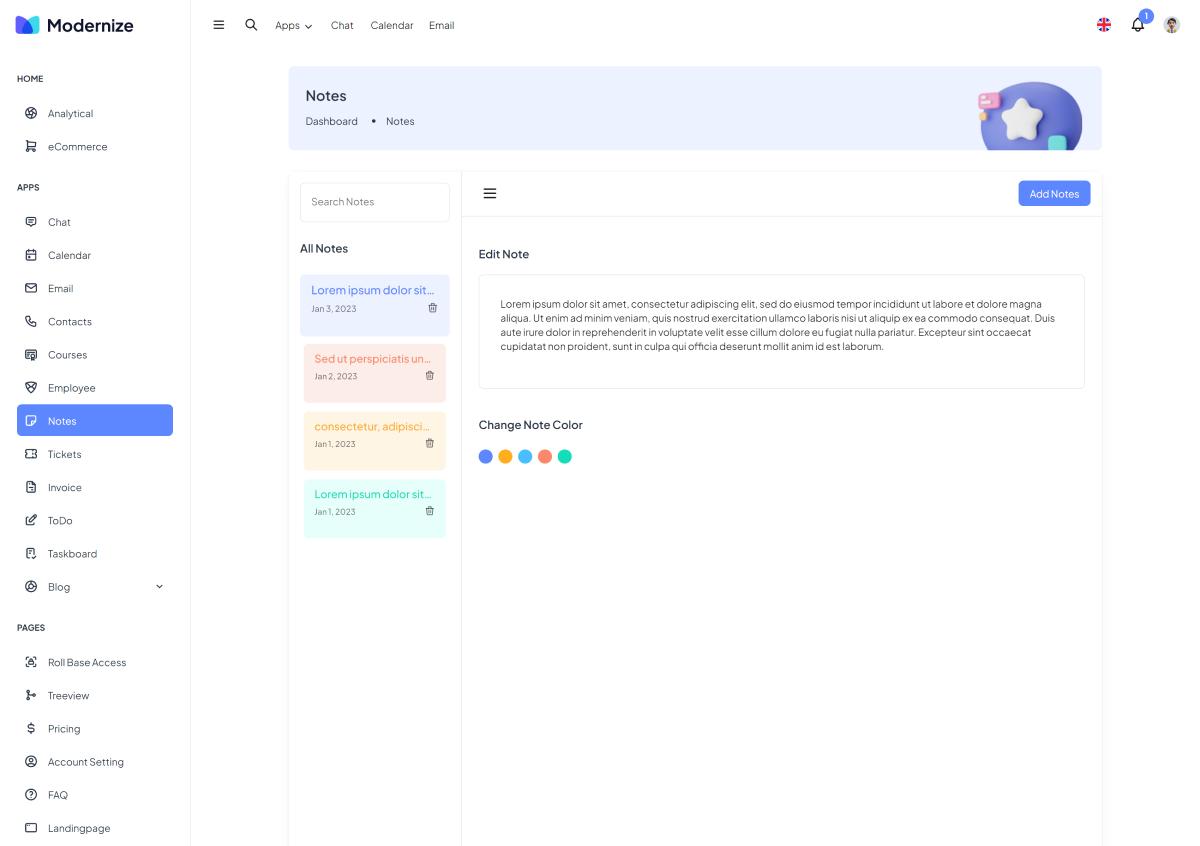 Modernize
Apps
Chat
Calendar
Email
1
HOME
Analytical
eCommerce
APPS
Chat
Calendar
Email
Contacts
Courses
Employee
Notes
Tickets
Invoice
ToDo
Taskboard
Blog
PAGES
Roll Base Access
Treeview
Pricing
Account Setting
FAQ
Landingpage
Notes
Dashboard • Notes
Search Notes
All Notes
Lorem ipsum dolor sit...
Jan 3, 2023
Sed ut perspiciatis un...
Jan 2, 2023
consectetur, adipisci...
Jan 1, 2023
Lorem ipsum dolor sit...
Jan 1, 2023
Add Notes
Edit Note
Lorem ipsum dolor sit amet, consectetur adipiscing elit, sed do eiusmod tempor incididunt ut labore et dolore magna
aliqua. Ut enim ad minim veniam, quis nostrud exercitation ullamco laboris nisi ut aliquip ex ea commodo consequat. Duis
aute irure dolor in reprehenderit in voluptate velit esse cillum dolore eu fugiat nulla pariatur. Excepteur sint occaecat
cupidatat non proident, sunt in culpa qui officia deserunt mollit anim id est laborum.
Change Note Color